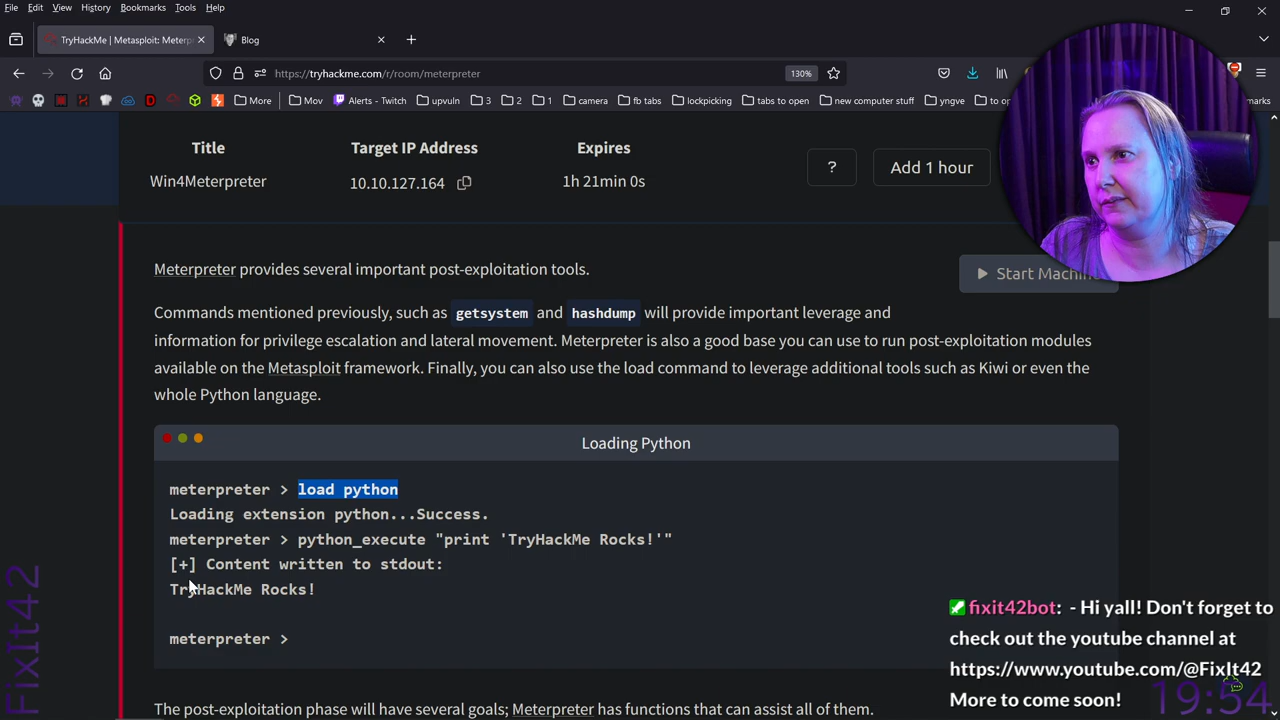 File Edit View History Bookmarks Tools Help
TryHackMe | Metasploit: Meterp
Blog
https://tryhackme.com/r/room/meterpreter
130%
More
Mov
Alerts - Twitch
upvuln
3
2
1
camera
fb tabs
lockpicking
tabs to open
new computer stuff
yngve
to o
marks
Title
Target IP Address
Expires
Win4Meterpreter
10.10.127.164
1h 21min 0s
?
Add 1 hour
Start Machin
Meterpreter provides several important post-exploitation tools.
Commands mentioned previously, such as getsystem and hashdump will provide important leverage and
information for privilege escalation and lateral movement. Meterpreter is also a good base you can use to run post-exploitation modules
available on the Metasploit framework. Finally, you can also use the load command to leverage additional tools such as Kiwi or even the
whole Python language.
Loading Python
meterpreter > load python
Loading extension python...Success.
meterpreter > python_execute "print 'TryHackMe Rocks!'"
[+] Content written to stdout:
TryHackMe Rocks!
meterpreter >
The post-exploitation phase will have several goals; Meterpreter has functions that can assist all of them.
FixIt42
fixit42bot: - Hi yall! Don't forget to
check out the youtube channel at
https://www.youtube.com/@FixIt42
More to come soon!
19:54